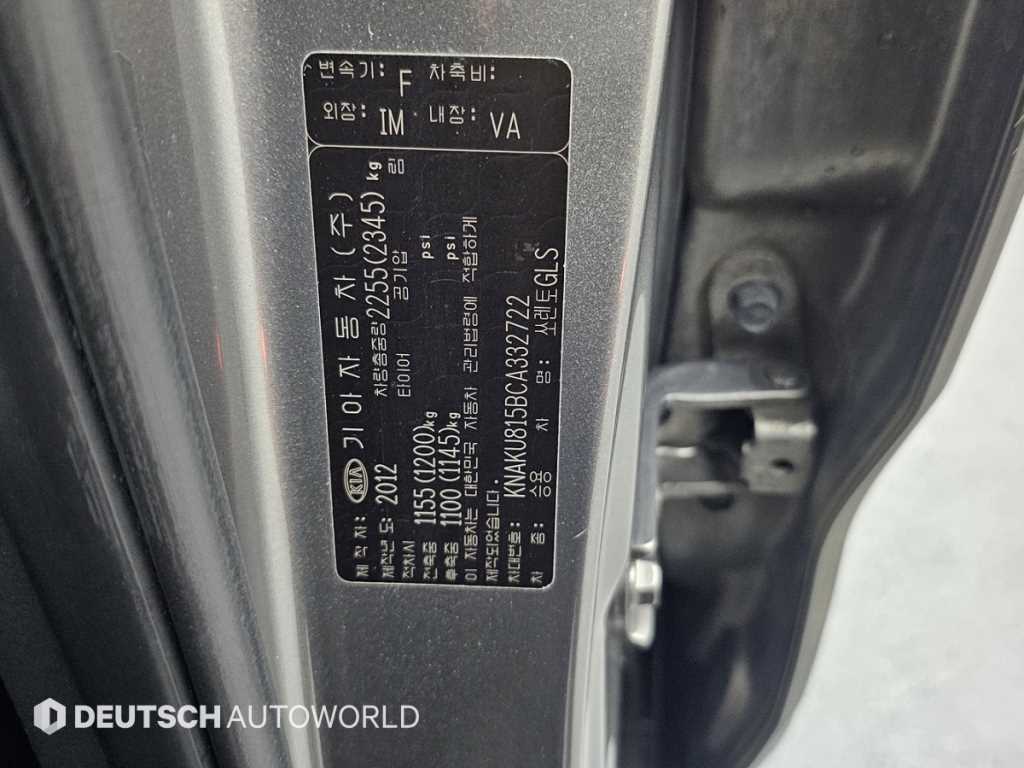 변속기: F 차축비:
외장: IM 내장: VA
제 작 자: KIA 기아자동차(주)
제작년도: 2012 차량총중량 2255(2345) kg
타이어 림 공기압
적차시
전축중 1155 (1200)kg psi
후축중 1100 (1145)kg psi
이 자동차는 대한민국 자동차 관리법령에 적합하게
제작되었습니다.
차대번호: KNAKU815BCA332722
차 종: 승용 차 명: 쏘렌토GLS
DEUTSCH AUTOWORLD